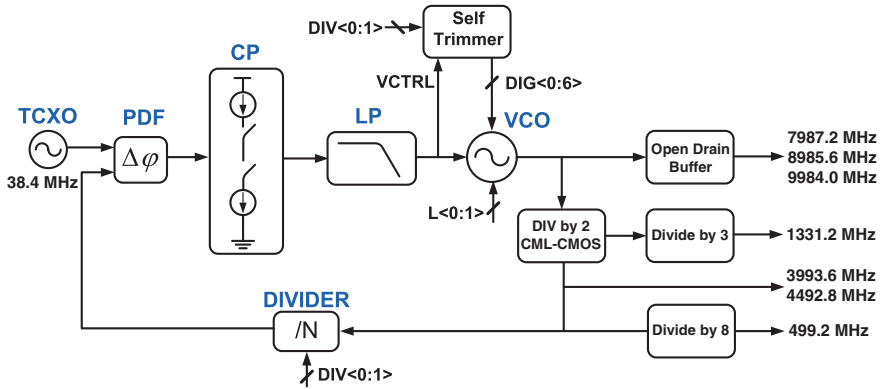 DIV<0:1>
Self
Trimmer
CP
VCTRL
DIG<0:6>
TCXO
PDF
LP
VCO
Δφ
38.4 MHz
Open Drain
Buffer
7987.2 MHz
8985.6 MHz
9984.0 MHz
L<0:1>
DIV by 2
CML-CMOS
Divide by 3
1331.2 MHz
3993.6 MHz
4492.8 MHz
DIVIDER
/N
Divide by 8
499.2 MHz
DIV<0:1>